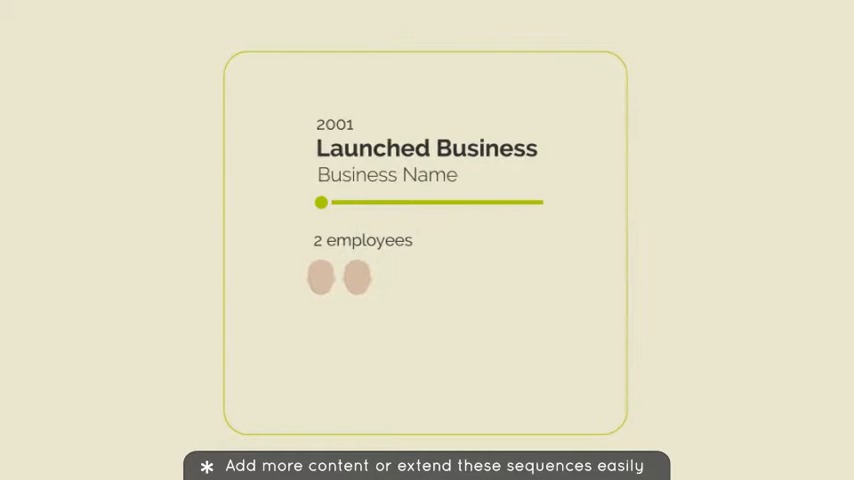 2001
Launched Business
Business Name
2 employees
* Add more content or extend these sequences easily